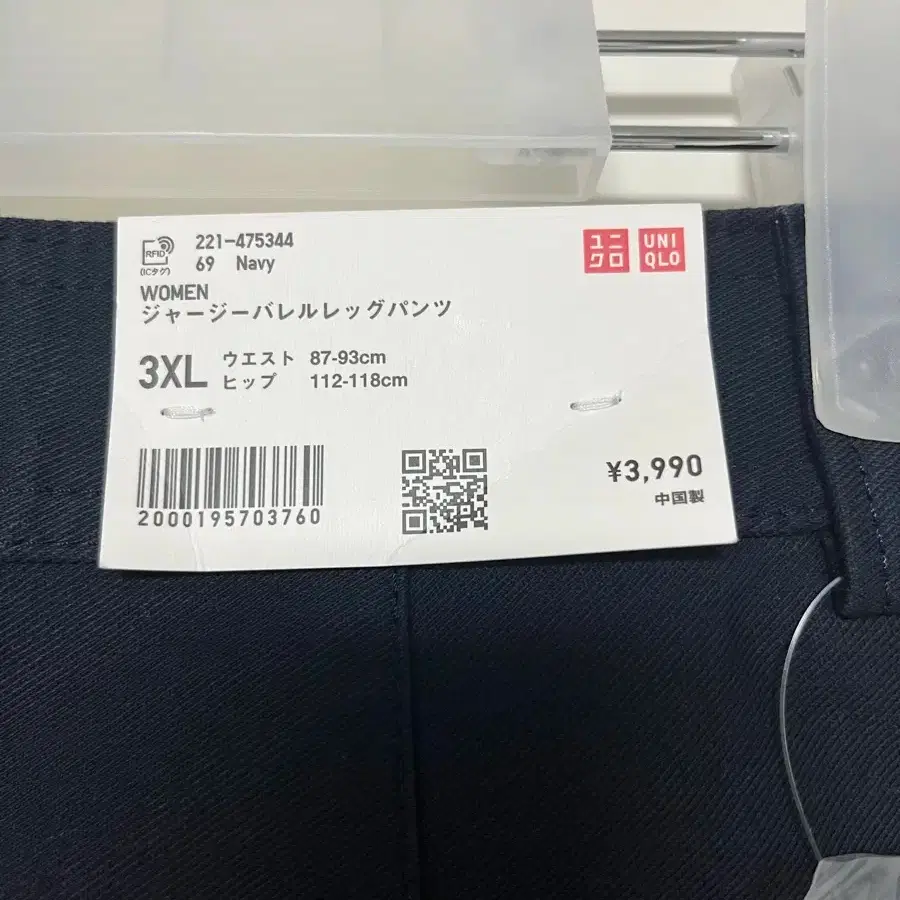 221-475344
69 Navy
RFID
(ICタグ)
ユニクロ
UNIQLO
WOMEN
ジャージーバレルレッグパンツ
3XL
ウエスト 87-93cm
ヒップ 112-118cm
2000195703760
¥3,990
中国製